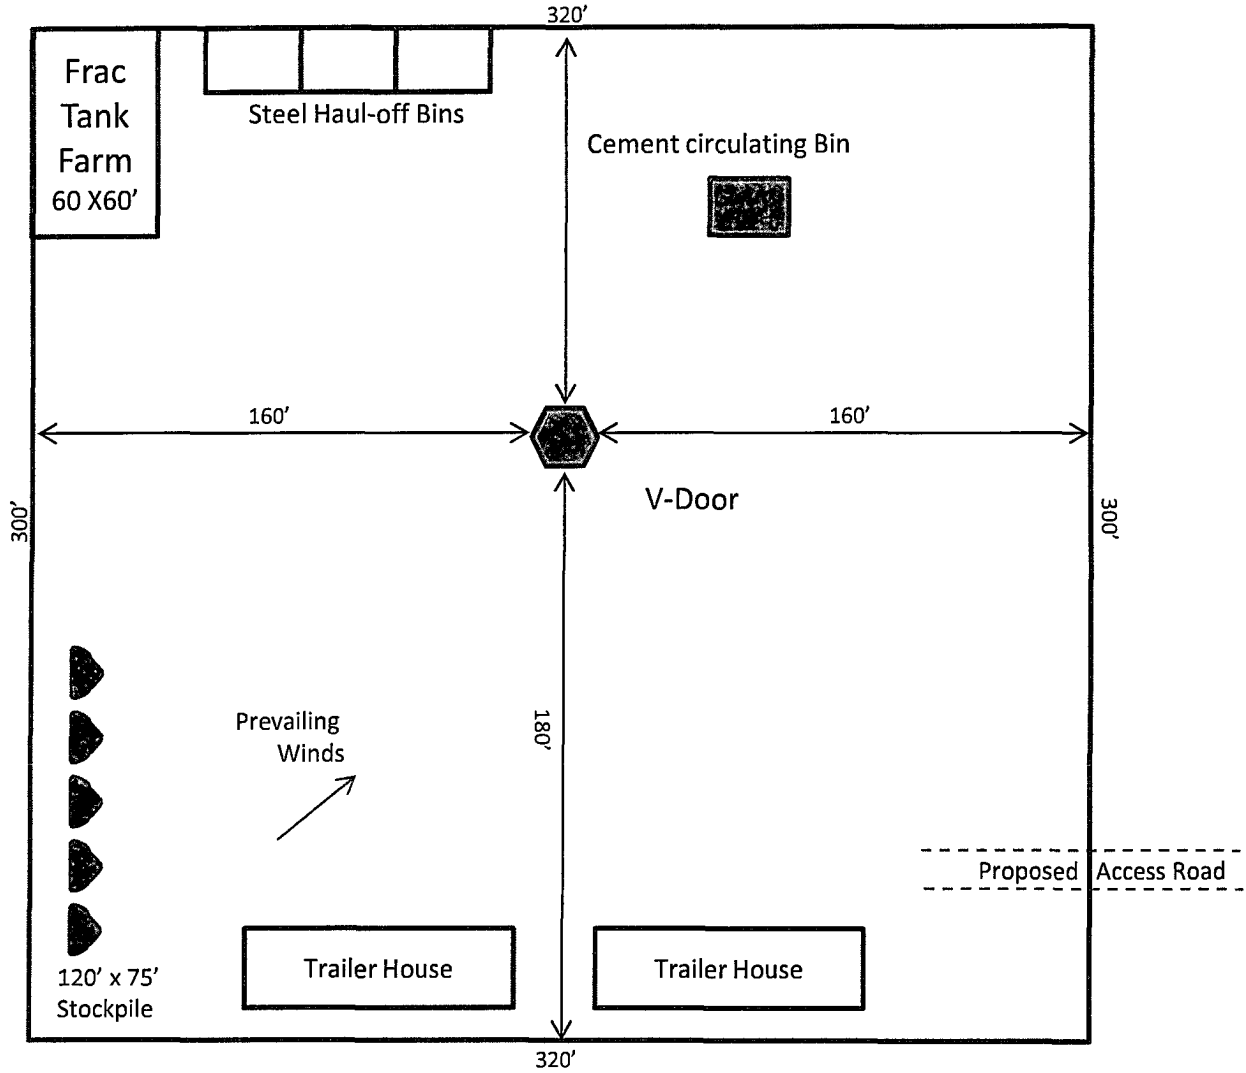 320'
Frac
Tank
Farm
60 X60'
Steel Haul-off Bins
Cement circulating Bin
160'
160'
V-Door
300'
300'
Prevailing
Winds
180'
Proposed Access Road
Trailer House
Trailer House
120' x 75'
Stockpile
320'